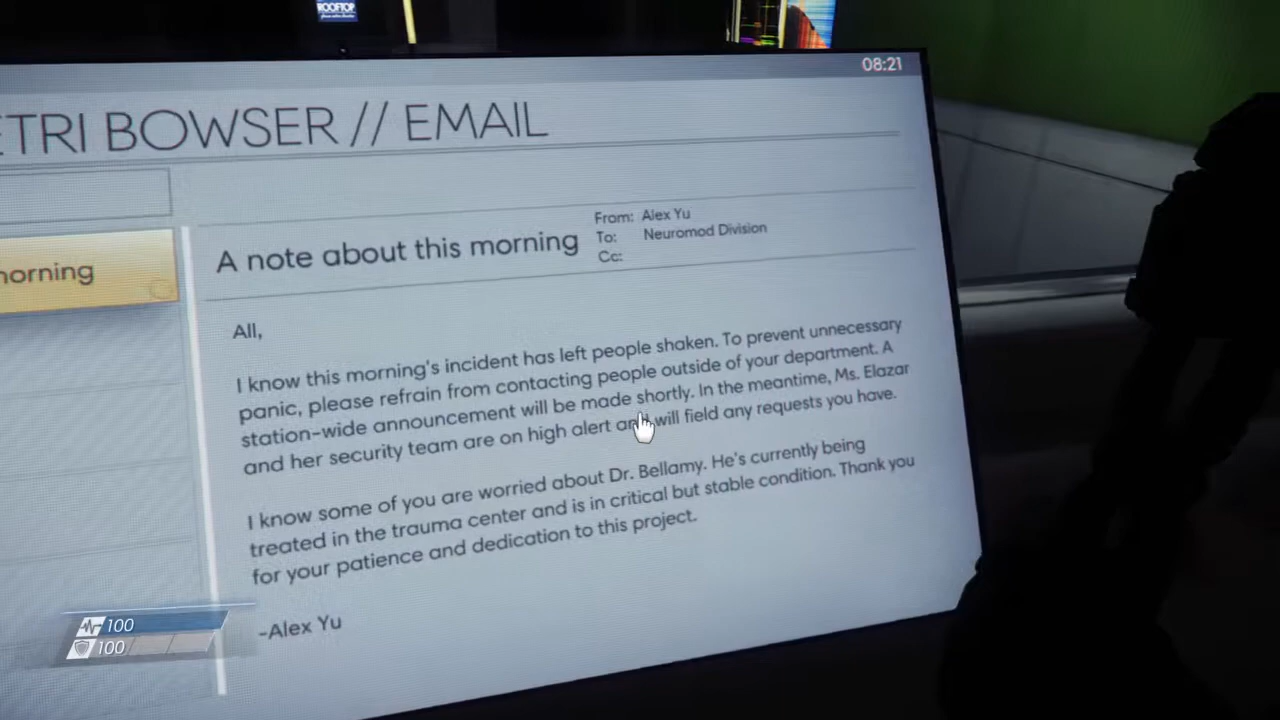 ROOFTOP
08:21
ETRI BOWSER // EMAIL
From: Alex Yu
A note about this morning
To: Neuromod Division
Cc:
norning
All,
I know this morning's incident has left people shaken. To prevent unnecessary
panic, please refrain from contacting people outside of your department. A
station-wide announcement will be made shortly. In the meantime, Ms. Elazar
and her security team are on high alert and will field any requests you have.
I know some of you are worried about Dr. Bellamy. He's currently being
treated in the trauma center and is in critical but stable condition. Thank you
for your patience and dedication to this project.
-Alex Yu
100
100